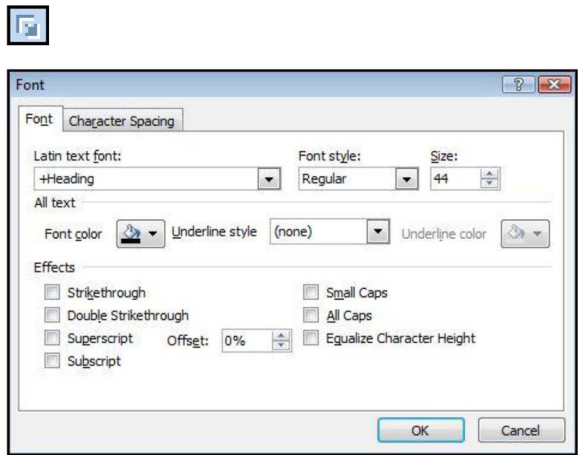 Font
Font Character Spacing
Latin text font: Font style: Size:
+Heading Regular 44
All text
Font color Underline style (none) Underline color
Effects
Strikethrough Small Caps
Double Strikethrough All Caps
Superscript Offset: 0% Equalize Character Height
Subscript
OK Cancel